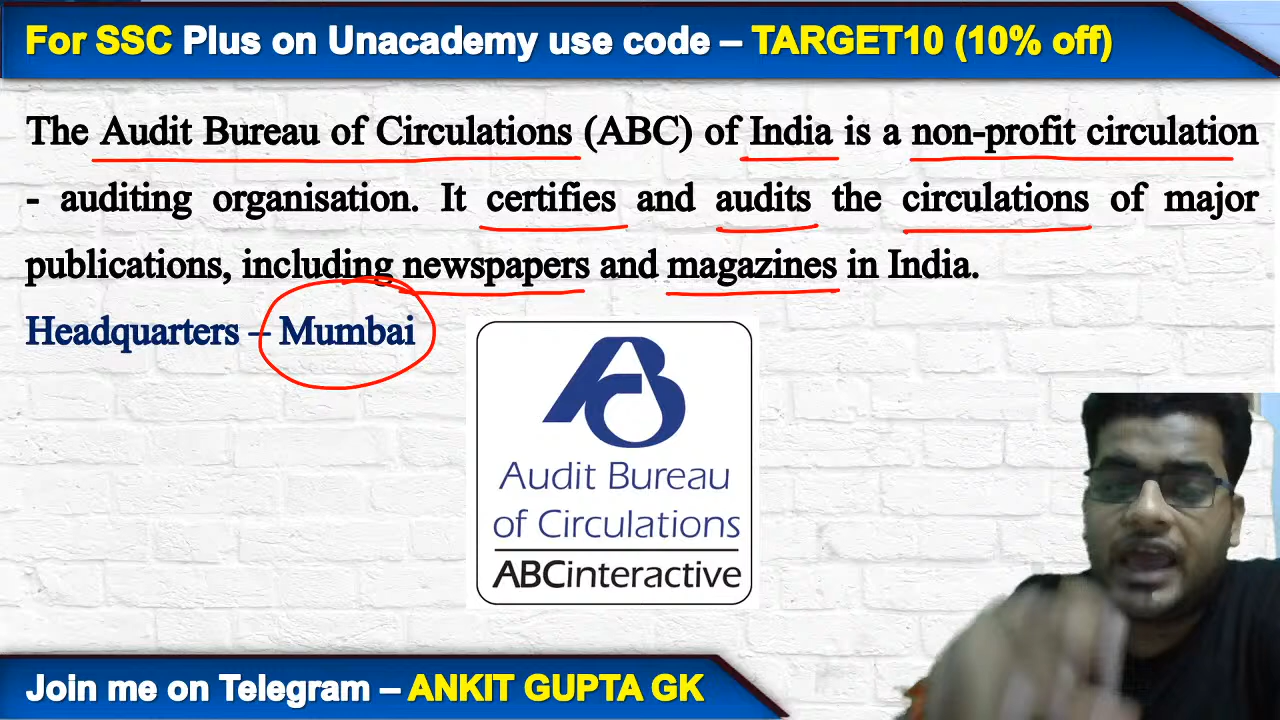 For SSC Plus on Unacademy use code – TARGET10 (10% off)
The Audit Bureau of Circulations (ABC) of India is a non-profit circulation
- auditing organisation. It certifies and audits the circulations of major
publications, including newspapers and magazines in India.
Headquarters – Mumbai
Audit Bureau
of Circulations
ABCinteractive
Join me on Telegram – ANKIT GUPTA GK